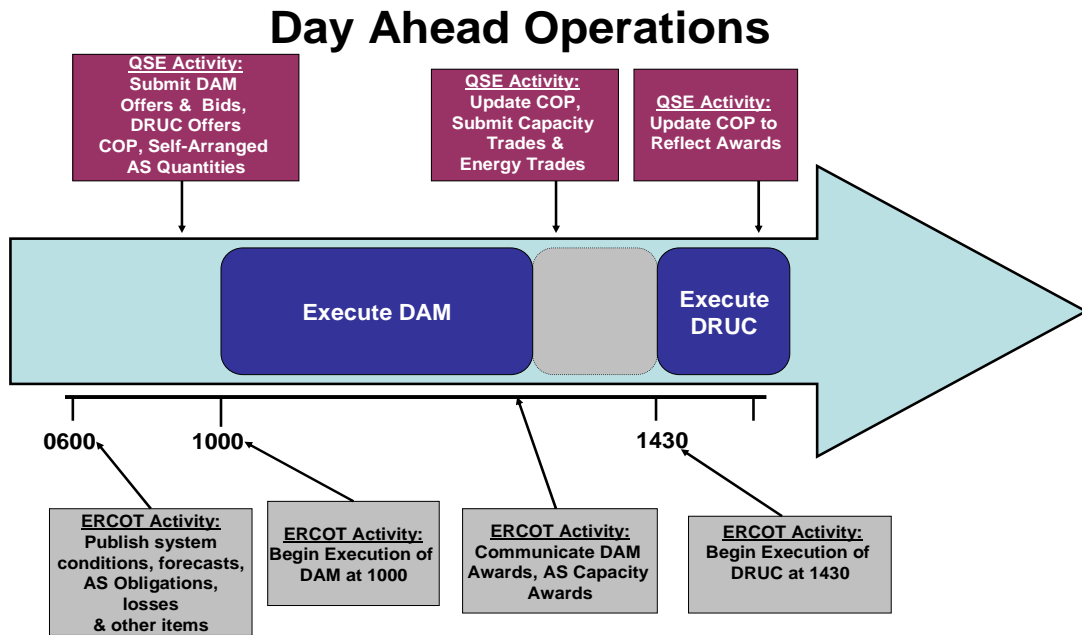 Day Ahead Operations
QSE Activity:
Submit DAM
Offers & Bids,
DRUC Offers
COP, Self-Arranged
AS Quantities
QSE Activity:
Update COP,
Submit Capacity
Trades &
Energy Trades
QSE Activity:
Update COP to
Reflect Awards
Execute DAM
Execute
DRUC
0600
1000
1430
ERCOT Activity:
Publish system
conditions, forecasts,
AS Obligations,
losses
& other items
ERCOT Activity:
Begin Execution of
DAM at 1000
ERCOT Activity:
Communicate DAM
Awards, AS Capacity
Awards
ERCOT Activity:
Begin Execution of
DRUC at 1430